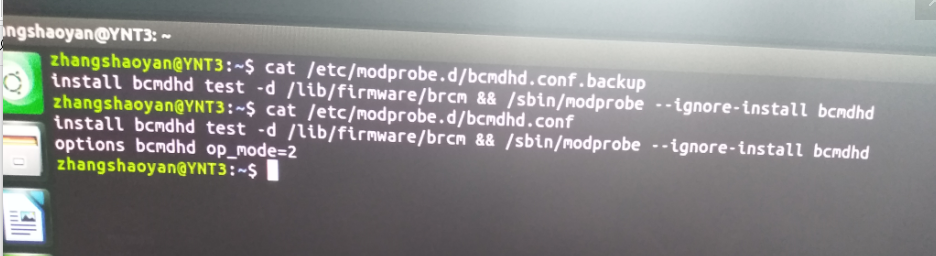 ngshaoyan@YNT3: ~
zhangshaoyan@YNT3:~$ cat /etc/modprobe.d/bcmdhd.conf.backup
install bcmdhd test -d /lib/firmware/brcm && /sbin/modprobe --ignore-install bcmdhd
zhangshaoyan@YNT3:~$ cat /etc/modprobe.d/bcmdhd.conf
install bcmdhd test -d /lib/firmware/brcm && /sbin/modprobe --ignore-install bcmdhd
options bcmdhd op_mode=2
zhangshaoyan@YNT3:~$